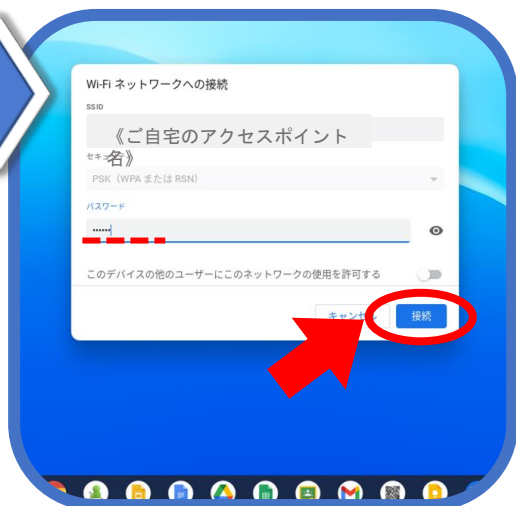 Wi-Fi ネットワークへの接続
SSID
《ご自宅のアクセスポイント
名》
PSK (WPA または RSN)
パスワード
このデバイスの他のユーザーにこのネットワークの使用を許可する
キャンセル
接続